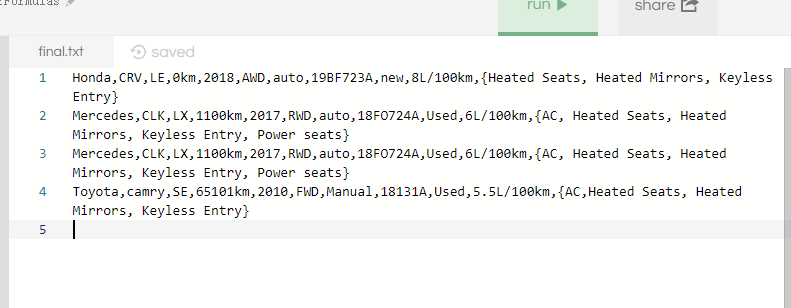 Formulas
run
share
final.txt
saved
1 Honda,CRV,LE,0km,2018,AWD,auto,19BF723A,new,8L/100km,{Heated Seats, Heated Mirrors, Keyless
Entry}
2 Mercedes,CLK,LX,1100km,2017,RWD,auto,18FO724A,Used,6L/100km,{AC, Heated Seats, Heated
Mirrors, Keyless Entry, Power seats}
3 Mercedes,CLK,LX,1100km,2017,RWD,auto,18FO724A,Used,6L/100km,{AC, Heated Seats, Heated
Mirrors, Keyless Entry, Power seats}
4 Toyota,camry,SE,65101km,2010,FWD,Manual,18131A,Used,5.5L/100km,{AC,Heated Seats, Heated
Mirrors, Keyless Entry}
5